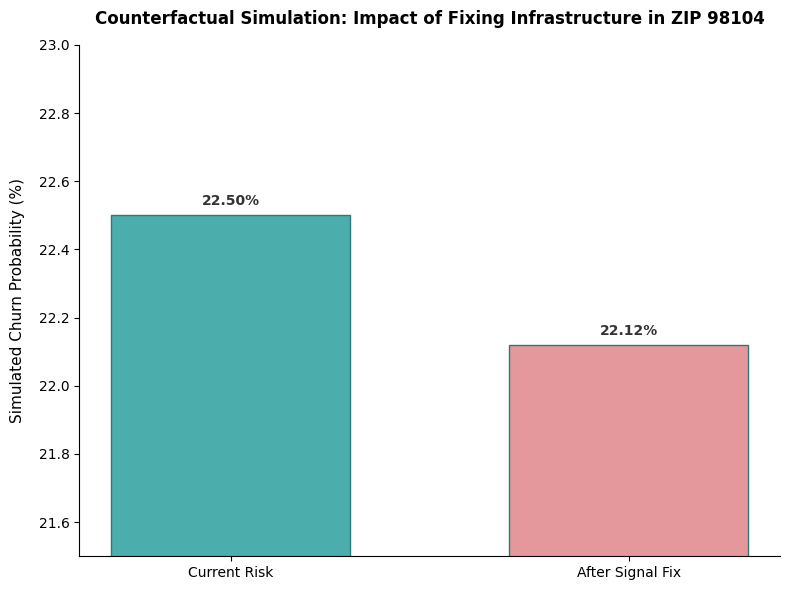 Counterfactual Simulation: Impact of Fixing Infrastructure in ZIP 98104
Simulated Churn Probability (%)
23.0
22.8
22.6
22.4
22.2
22.0
21.8
21.6
22.50%
22.12%
Current Risk
After Signal Fix